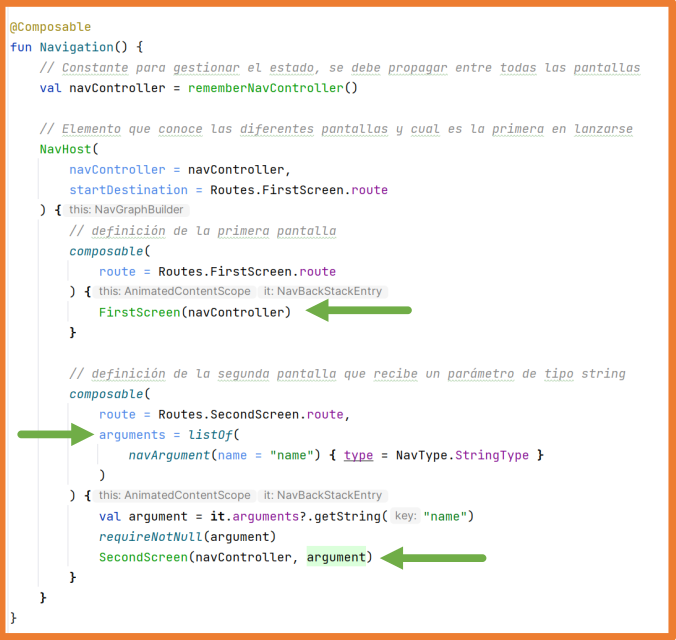 @Composable
fun Navigation() {
// Constante para gestionar el estado, se debe propagar entre todas las pantallas
val navController = rememberNavController()
// Elemento que conoce las diferentes pantallas y cual es la primera en lanzarse
NavHost(
navController = navController,
startDestination = Routes.FirstScreen.route
) { this: NavGraphBuilder
// definición de la primera pantalla
composable(
route = Routes.FirstScreen.route
) { this: AnimatedContentScope it: NavBackStackEntry
FirstScreen(navController)
}
// definición de la segunda pantalla que recibe un parámetro de tipo string
composable(
route = Routes.SecondScreen.route,
arguments = listOf(
navArgument(name = "name") { type = NavType.StringType }
)
) { this: AnimatedContentScope it: NavBackStackEntry
val argument = it.arguments?.getString( key: "name")
requireNotNull(argument)
SecondScreen(navController, argument)
}
}
}